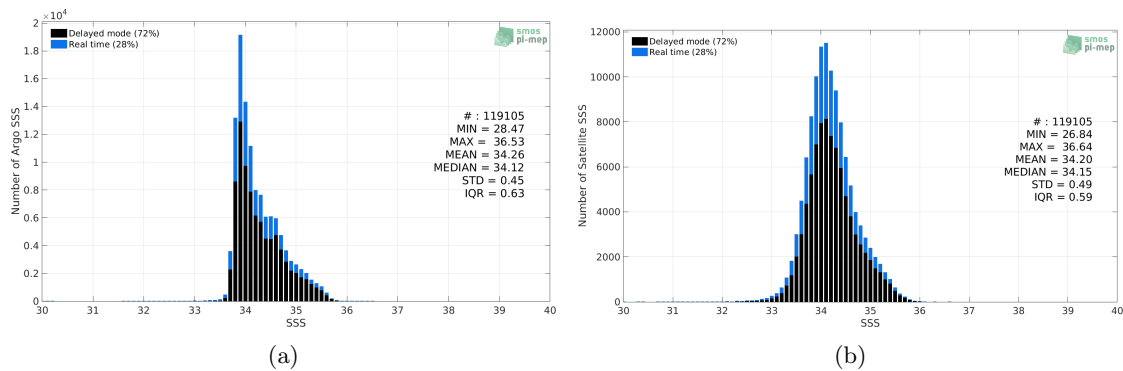 ×10⁴
2
1.8
1.6
1.4
1.2
1
0.8
0.6
0.4
0.2
0
Number of Argo SSS
Delayed mode (72%)
Real time (28%)
smos
pi-mep
# : 119105
MIN = 28.47
MAX = 36.53
MEAN = 34.26
MEDIAN = 34.12
STD = 0.45
IQR = 0.63
30 31 32 33 34 35 36 37 38 39 40
SSS
(a)
12000
10000
8000
6000
4000
2000
0
Number of Satellite SSS
Delayed mode (72%)
Real time (28%)
smos
pi-mep
# : 119105
MIN = 26.84
MAX = 36.64
MEAN = 34.20
MEDIAN = 34.15
STD = 0.49
IQR = 0.59
30 31 32 33 34 35 36 37 38 39 40
SSS
(b)